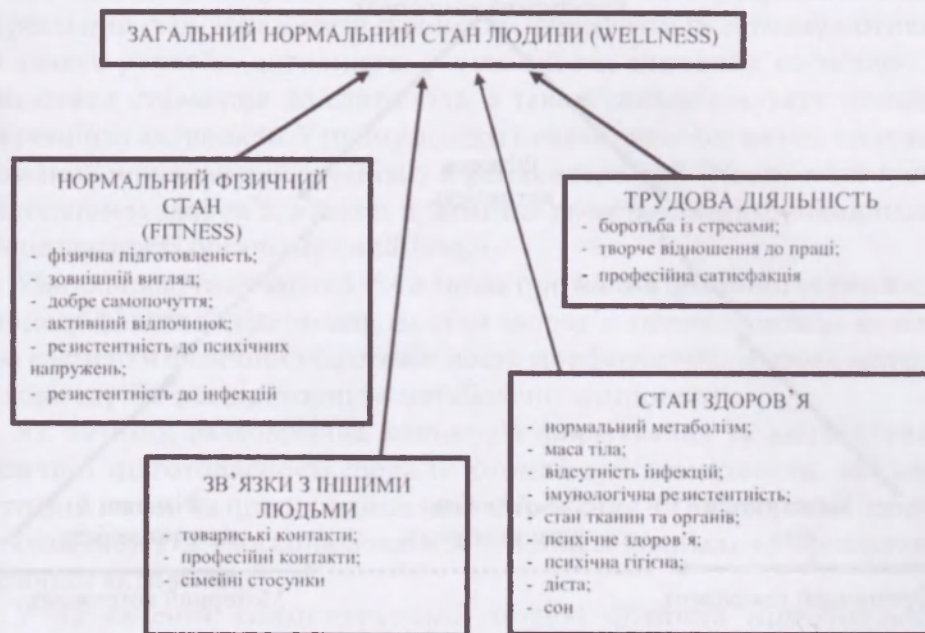 ЗАГАЛЬНИЙ НОРМАЛЬНИЙ СТАН ЛЮДИНИ (WELLNESS)
НОРМАЛЬНИЙ ФІЗИЧНИЙ
СТАН
(FITNESS)
- фізична підготовленість;
- зовнішній вигляд;
- добре самопочуття;
- активний відпочинок;
- резистентність до психічних
напружень;
- резистентність до інфекцій
ТРУДОВА ДІЯЛЬНІСТЬ
- боротьба із стресами;
- творче відношення до праці;
- професійна сатисфакція
ЗВ’ЯЗКИ З ІНШИМИ
ЛЮДЬМИ
- товариські контакти;
- професійні контакти;
- сімейні стосунки
СТАН ЗДОРОВ’Я
- нормальний метаболізм;
- маса тіла;
- відсутність інфекцій;
- імунологічна резистентність;
- стан тканин та органів;
- психічне здоров’я;
- психічна гігієна;
- дієта;
- сон